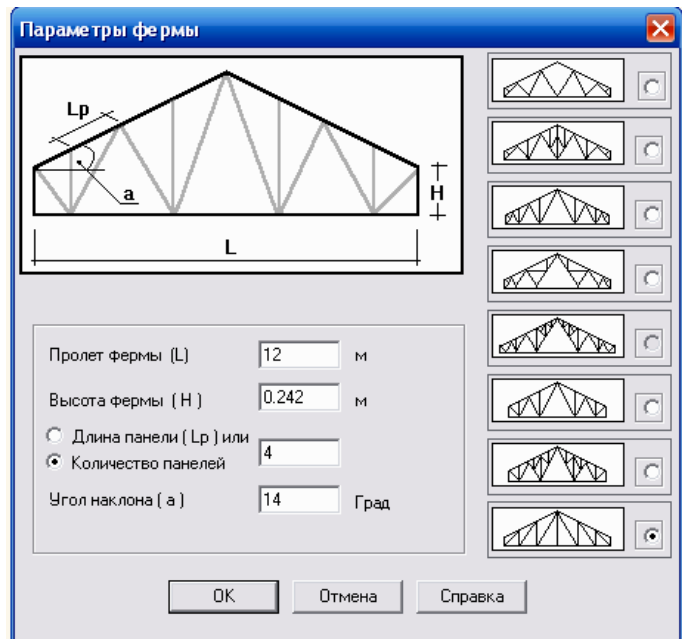 Параметры фермы
Lp
a
H
L
Пролет фермы (L) 12 м
Высота фермы ( H ) 0.242 м
Длина панели ( Lp ) или
Количество панелей 4
Угол наклона ( a ) 14 Град
OK Отмена Справка